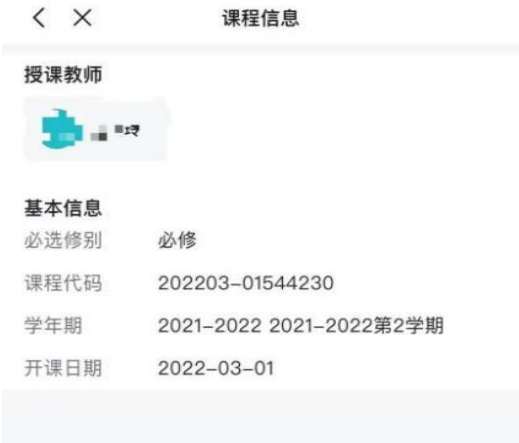 课程信息
授课教师
玲
基本信息
必选修别 必修
课程代码 202203-01544230
学年期 2021-2022 2021-2022第2学期
开课日期 2022-03-01